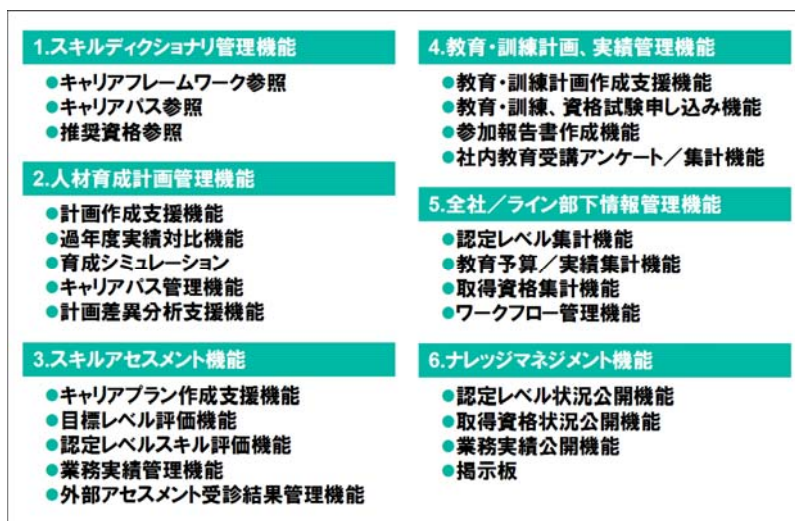 1.スキルディクショナリ管理機能
●キャリアフレームワーク参照
●キャリアパス参照
●推奨資格参照
2.人材育成計画管理機能
●計画作成支援機能
●過年度実績対比機能
●育成シミュレーション
●キャリアパス管理機能
●計画差異分析支援機能
3.スキルアセスメント機能
●キャリアプラン作成支援機能
●目標レベル評価機能
●認定レベルスキル評価機能
●業務実績管理機能
●外部アセスメント受診結果管理機能
4.教育・訓練計画、実績管理機能
●教育・訓練計画作成支援機能
●教育・訓練、資格試験申し込み機能
●参加報告書作成機能
●社内教育受講アンケート／集計機能
5.全社／ライン部下情報管理機能
●認定レベル集計機能
●教育予算／実績集計機能
●取得資格集計機能
●ワークフロー管理機能
6.ナレッジマネジメント機能
●認定レベル状況公開機能
●取得資格状況公開機能
●業務実績公開機能
●掲示板